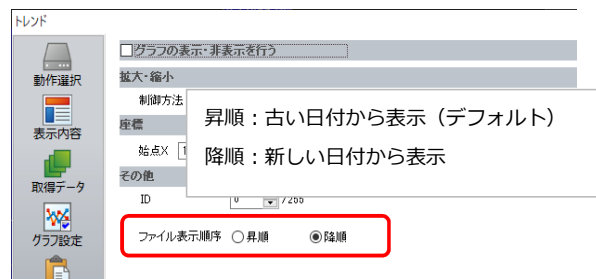 トレンド
動作選択
表示内容
取得データ
グラフ設定
グラフの表示・非表示を行う
拡大・縮小
制御方法
座標
始点X
その他
ID
/255
ファイル表示順序 昇順 降順
昇順：古い日付から表示（デフォルト）
降順：新しい日付から表示